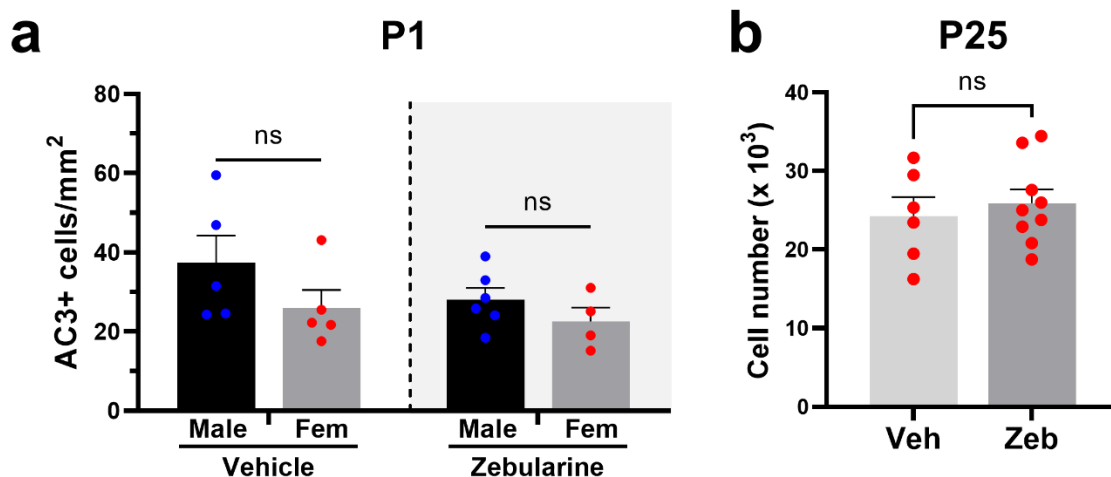 a
P1
AC3+ cells/mm²
80
60
40
20
0
ns
ns
Male Fem Male Fem
Vehicle Zebularine
b
P25
Cell number (x 10³)
40
30
20
10
0
ns
Veh Zeb